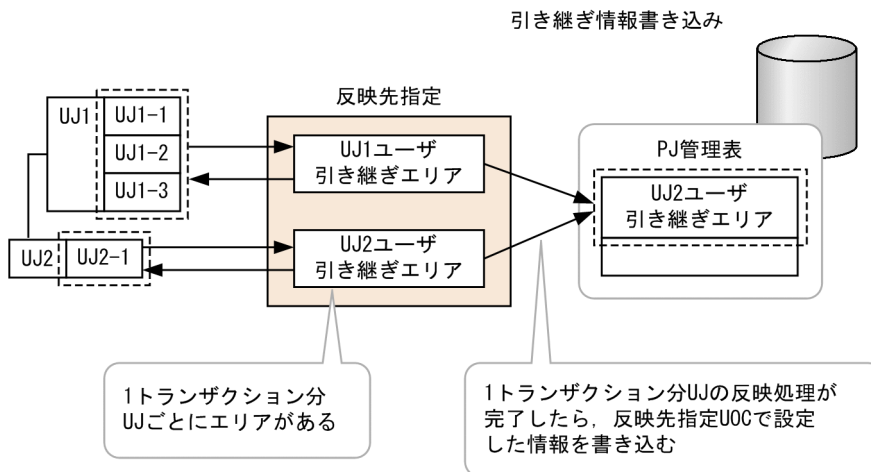 引き継ぎ情報書き込み
反映先指定
UJ1
UJ1-1
UJ1-2
UJ1-3
UJ1ユーザ
引き継ぎエリア
PJ管理表
UJ2ユーザ
引き継ぎエリア
UJ2
UJ2-1
UJ2ユーザ
引き継ぎエリア
1トランザクション分
UJごとにエリアがある
1トランザクション分UJの反映処理が
完了したら，反映先指定UOCで設定
した情報を書き込む